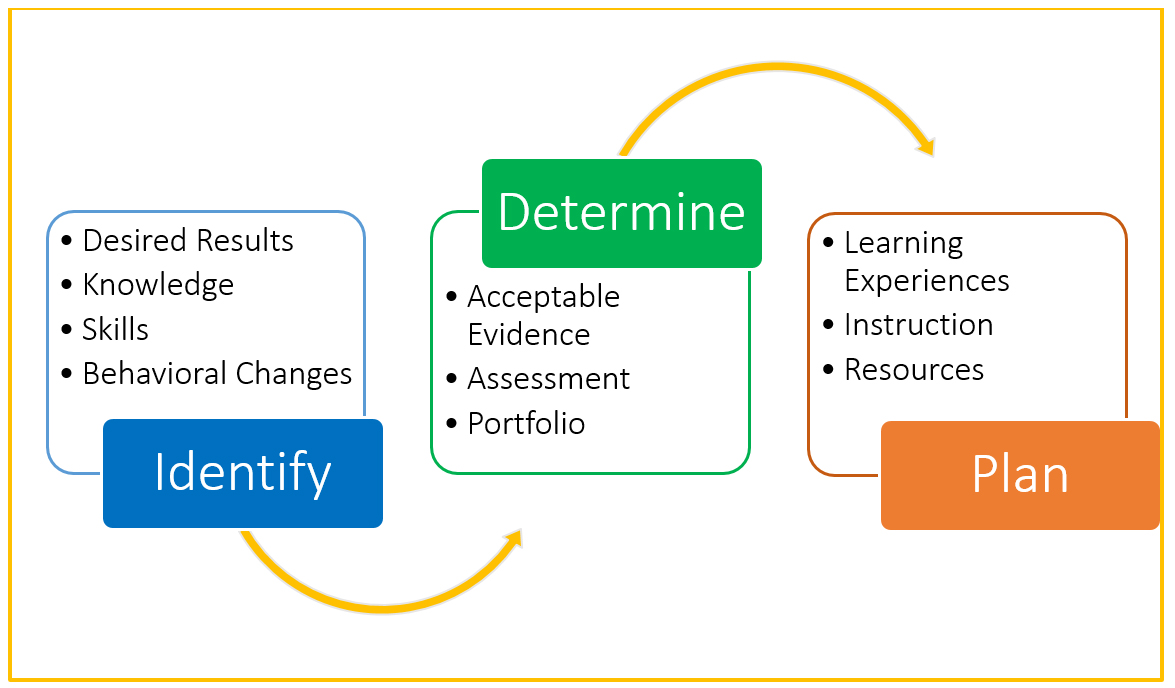 • Desired Results
• Knowledge
• Skills
• Behavioral Changes
Identify
Determine
• Acceptable
Evidence
• Assessment
• Portfolio
• Learning
Experiences
• Instruction
• Resources
Plan